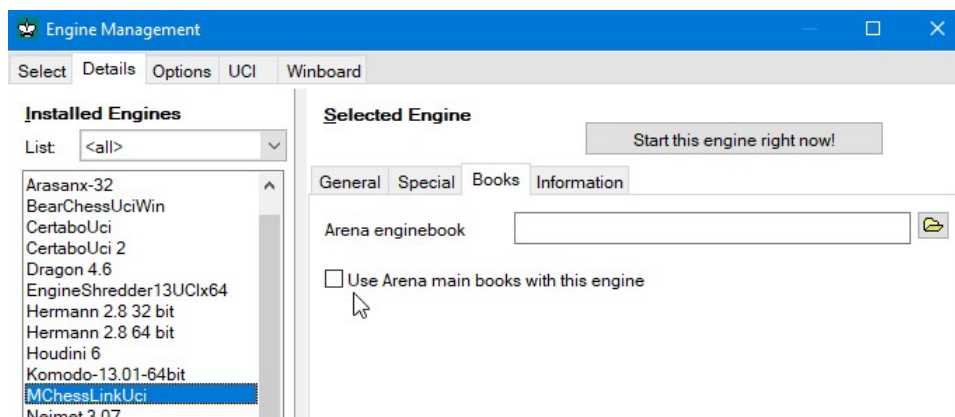 Engine Management
Select Details Options UCI Winboard
Installed Engines
List: <all>
Arasanx-32
BearChessUciWin
CertaboUci
CertaboUci 2
Dragon 4.6
EngineShredder13UCIx64
Hermann 2.8 32 bit
Hermann 2.8 64 bit
Houdini 6
Komodo-13.01-64bit
MChessLinkUci
Nejmet 3.07
Selected Engine
Start this engine right now!
General Special Books Information
Arena enginebook
Use Arena main books with this engine